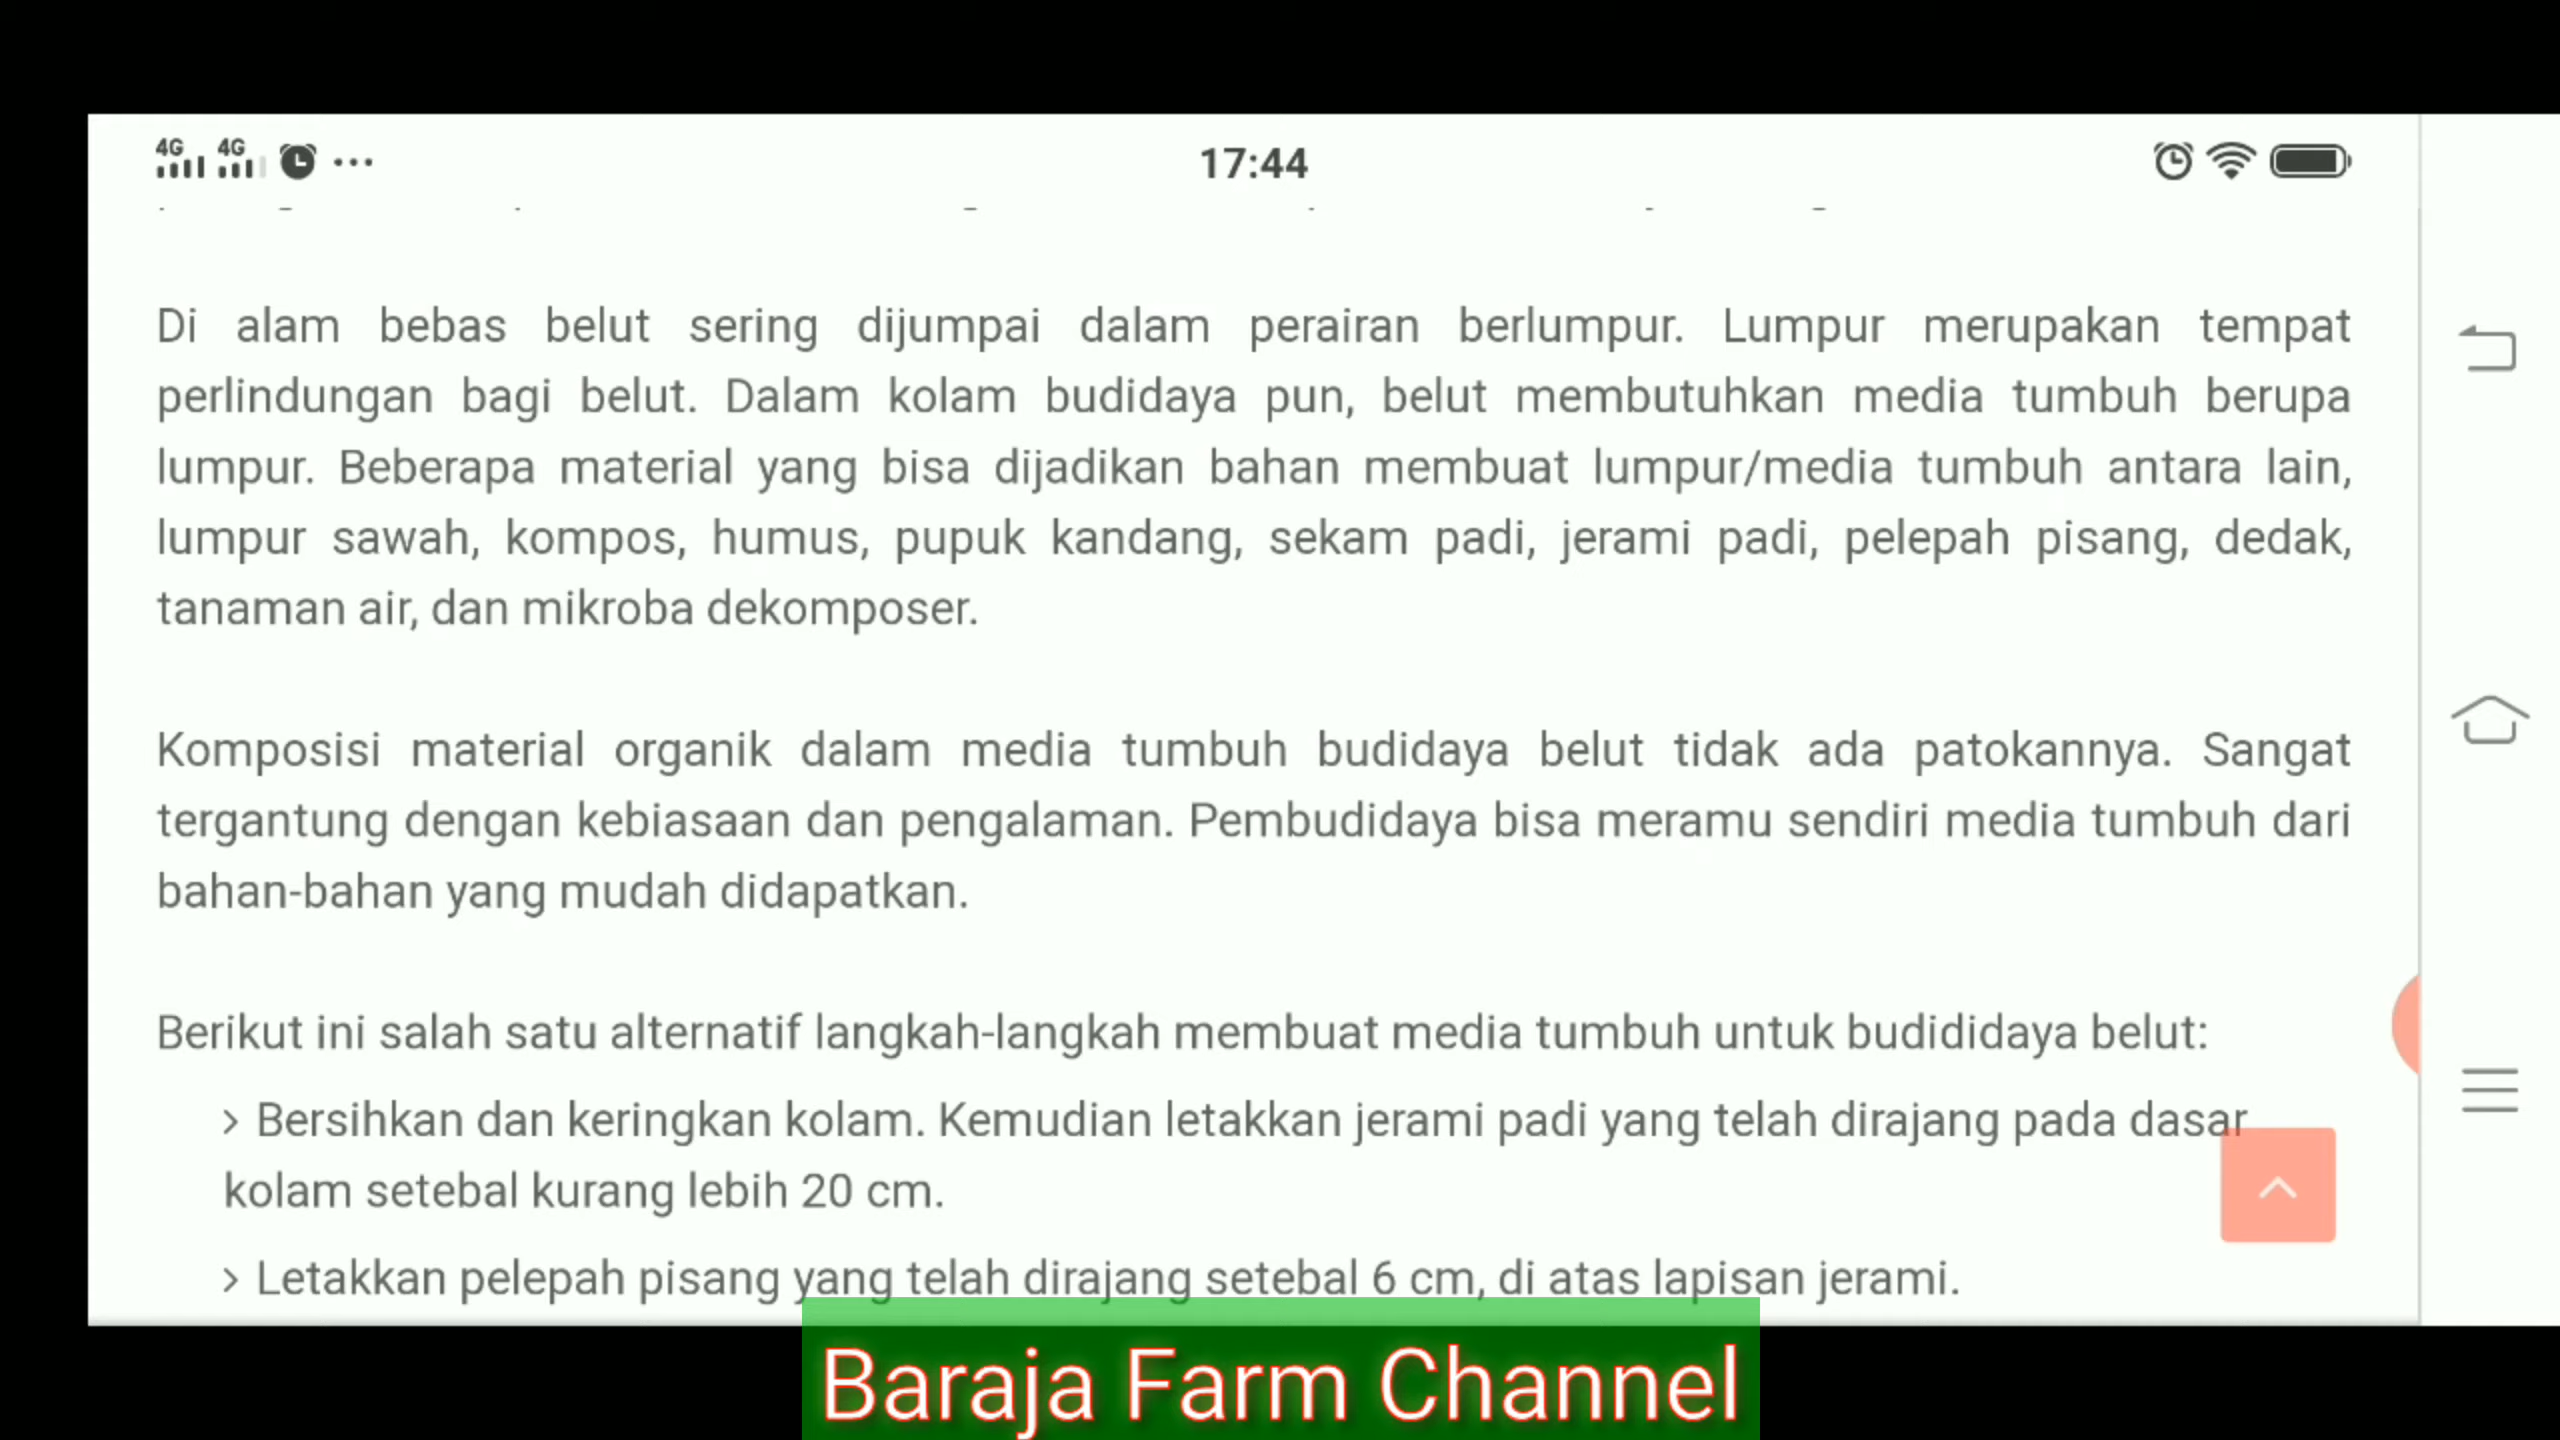 4G 4G
17:44
Di alam bebas belut sering dijumpai dalam perairan berlumpur. Lumpur merupakan tempat
perlindungan bagi belut. Dalam kolam budidaya pun, belut membutuhkan media tumbuh berupa
lumpur. Beberapa material yang bisa dijadikan bahan membuat lumpur/media tumbuh antara lain,
lumpur sawah, kompos, humus, pupuk kandang, sekam padi, jerami padi, pelepah pisang, dedak,
tanaman air, dan mikroba dekomposer.
Komposisi material organik dalam media tumbuh budidaya belut tidak ada patokannya. Sangat
tergantung dengan kebiasaan dan pengalaman. Pembudidaya bisa meramu sendiri media tumbuh dari
bahan-bahan yang mudah didapatkan.
Berikut ini salah satu alternatif langkah-langkah membuat media tumbuh untuk budididaya belut:
> Bersihkan dan keringkan kolam. Kemudian letakkan jerami padi yang telah dirajang pada dasar
kolam setebal kurang lebih 20 cm.
> Letakkan pelepah pisang yang telah dirajang setebal 6 cm, di atas lapisan jerami.
Baraja Farm Channel